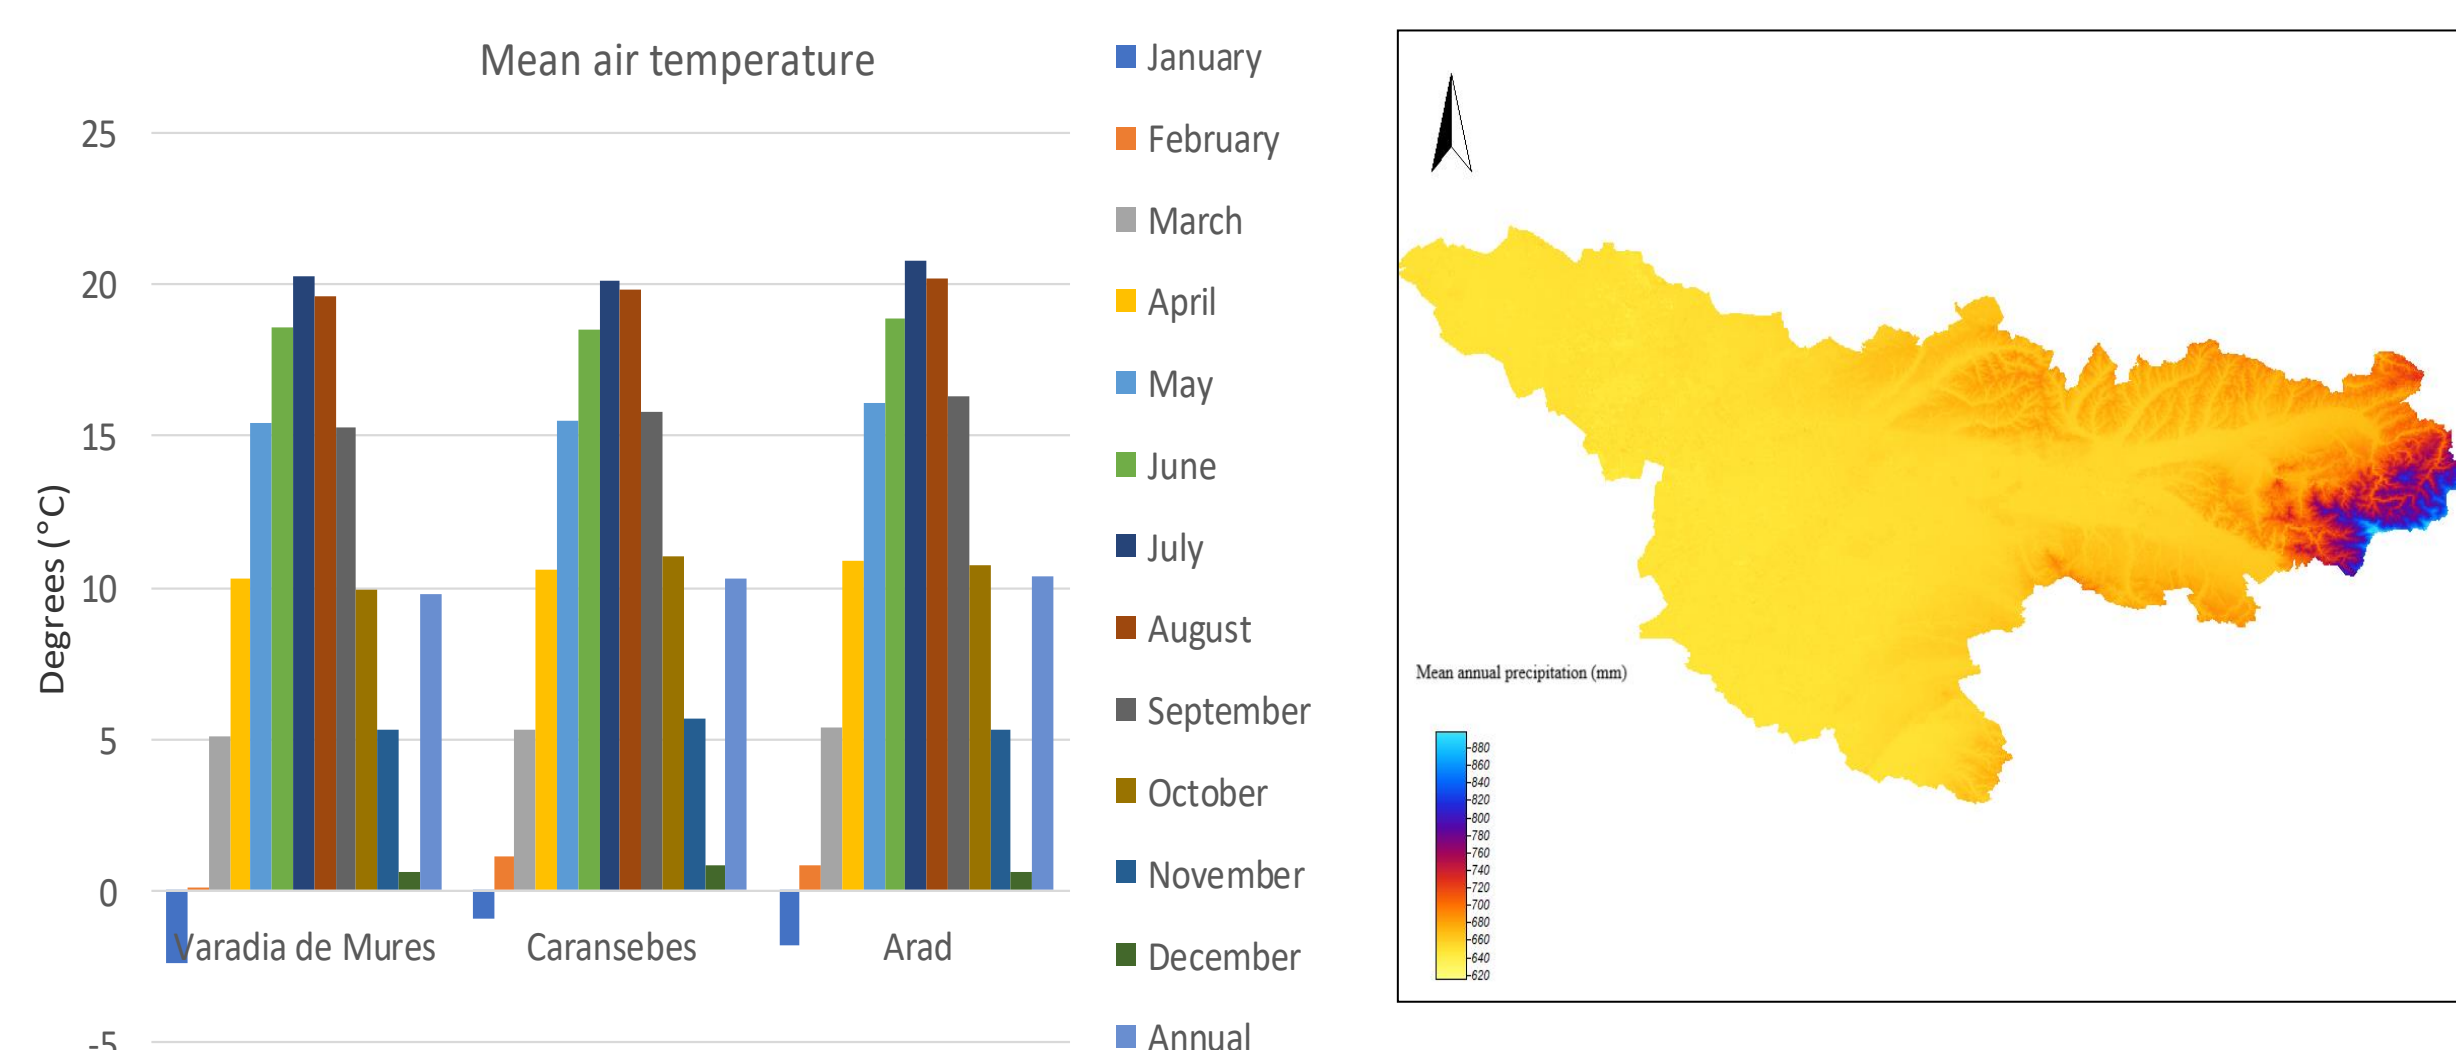 Mean air temperature
Degrees (°C)
25
20
15
10
5
0
-5
Varadia de Mures
Caransebes
Arad
January
February
March
April
May
June
July
August
September
October
November
December
Annual
Mean annual precipitation (mm)
880
860
840
820
800
780
760
740
720
700
680
660
640
620